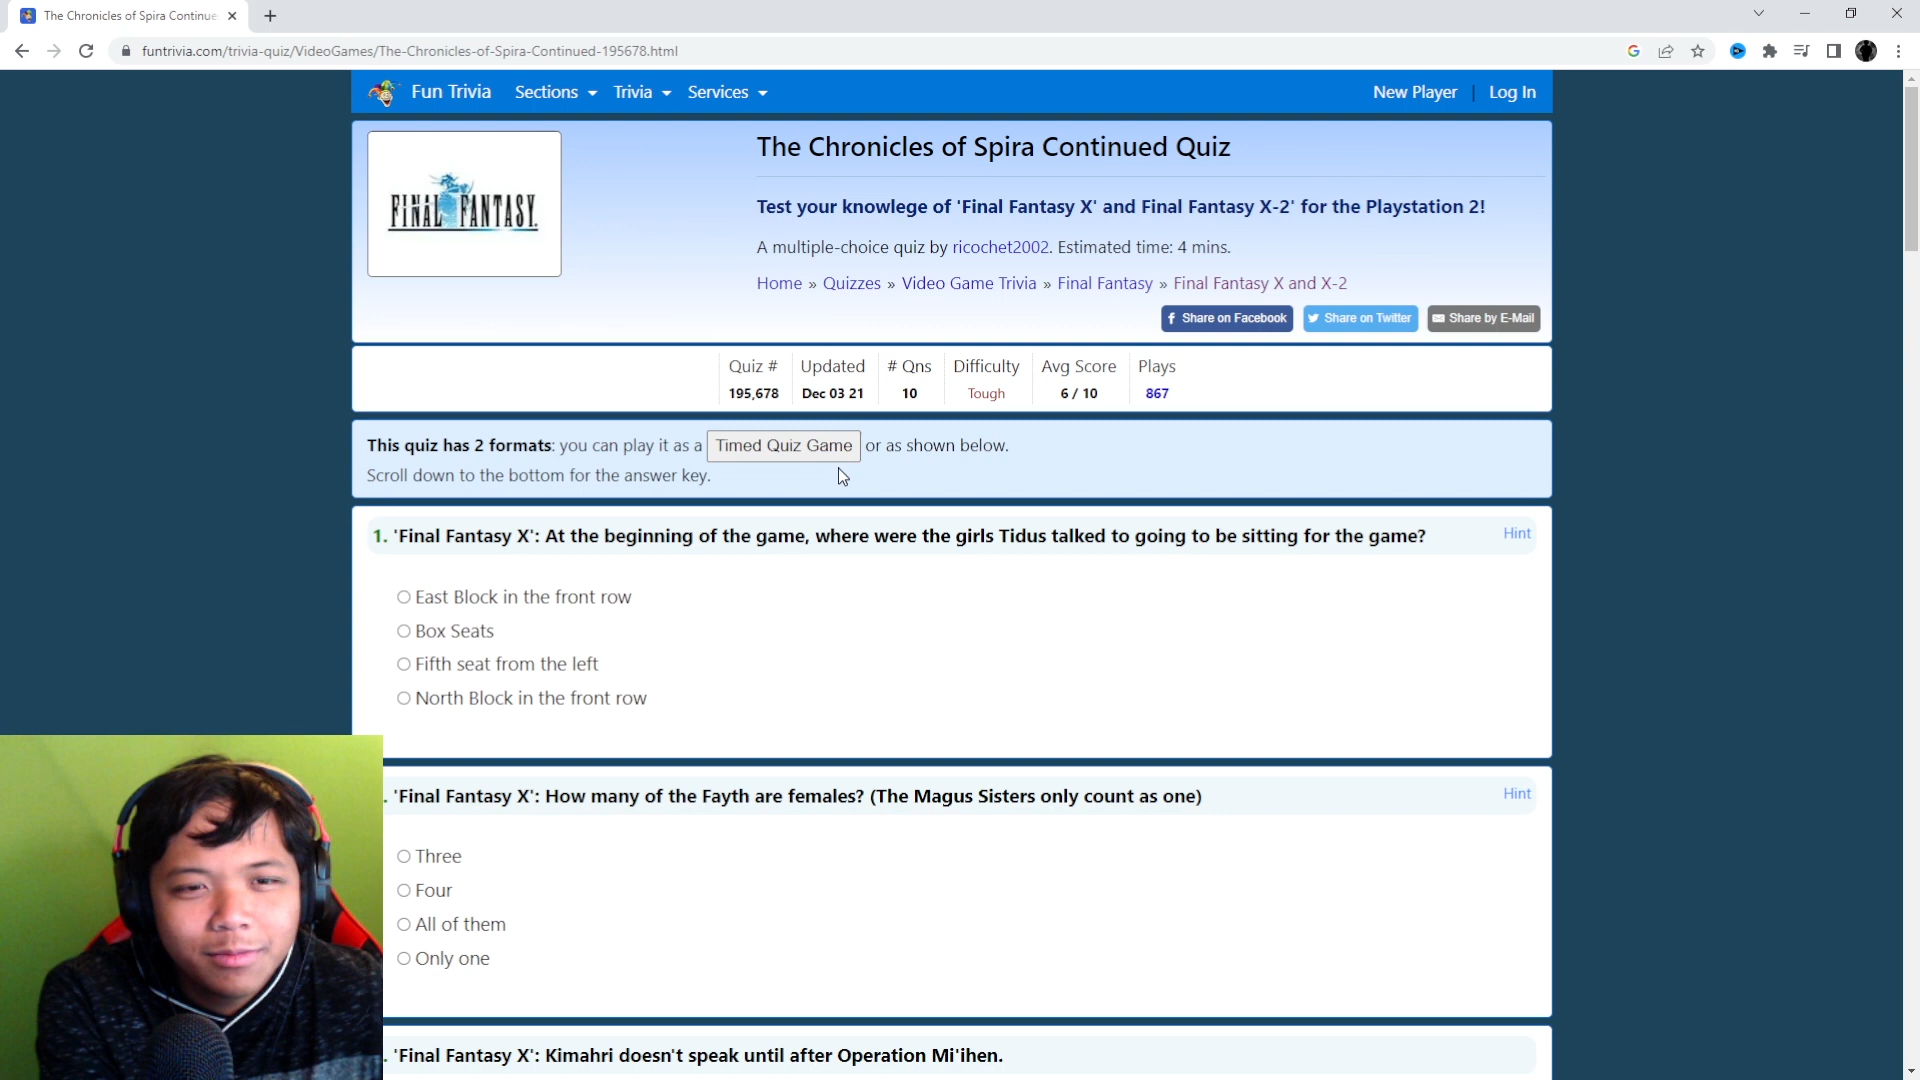 The Chronicles of Spira Continue
funtrivia.com/trivia-quiz/VideoGames/The-Chronicles-of-Spira-Continued-195678.html
Fun Trivia Sections Trivia Services New Player | Log In
FINAL FANTASY
The Chronicles of Spira Continued Quiz
Test your knowlege of 'Final Fantasy X' and Final Fantasy X-2' for the Playstation 2!
A multiple-choice quiz by ricochet2002. Estimated time: 4 mins.
Home » Quizzes » Video Game Trivia » Final Fantasy » Final Fantasy X and X-2
Share on Facebook Share on Twitter Share by E-Mail
Quiz # Updated # Qns Difficulty Avg Score Plays
195,678 Dec 03 21 10 Tough 6 / 10 867
This quiz has 2 formats: you can play it as a Timed Quiz Game or as shown below.
Scroll down to the bottom for the answer key.
1. 'Final Fantasy X': At the beginning of the game, where were the girls Tidus talked to going to be sitting for the game? Hint
East Block in the front row
Box Seats
Fifth seat from the left
North Block in the front row
. 'Final Fantasy X': How many of the Fayth are females? (The Magus Sisters only count as one) Hint
Three
Four
All of them
Only one
. 'Final Fantasy X': Kimahri doesn't speak until after Operation Mi'ihen.